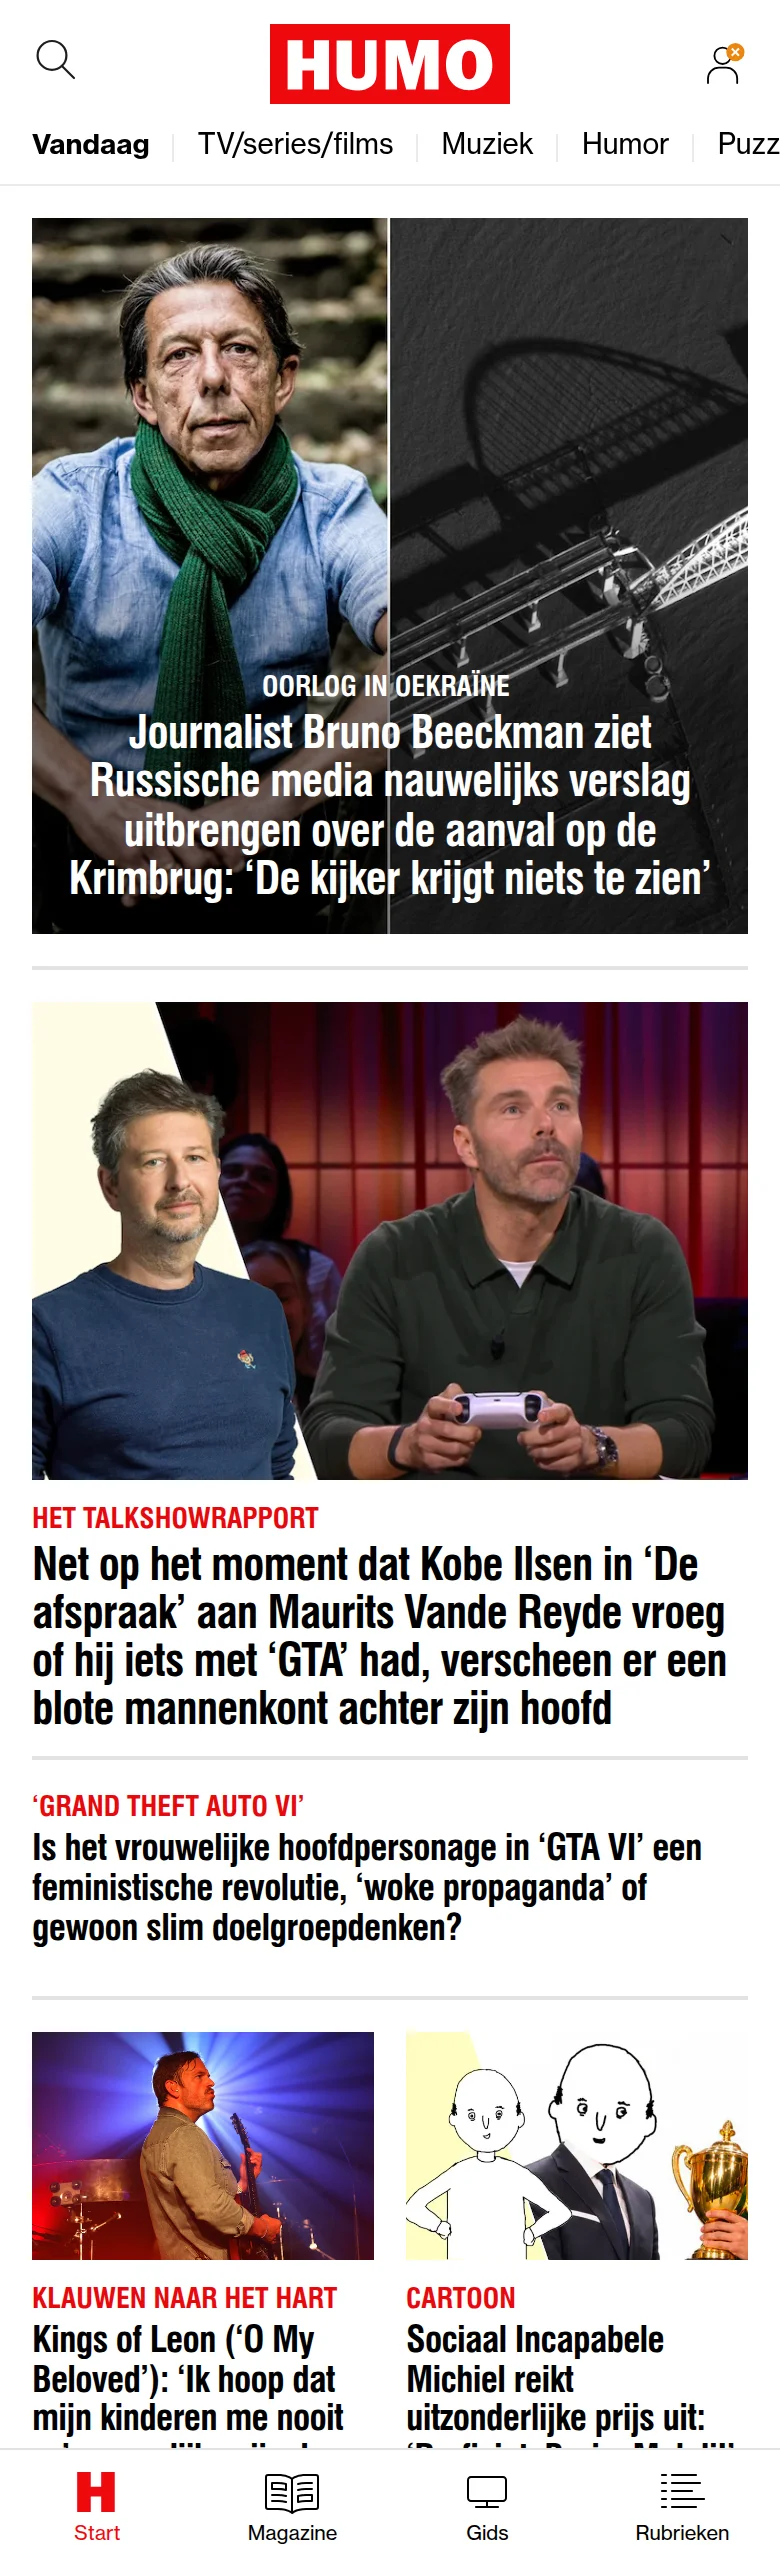 HUMO
Vandaag
TV/series/films
Muziek
Humor
Puzz
OORLOG IN OEKRAÏNE
Journalist Bruno Beeckman ziet
Russische media nauwelijks verslag
uitbrengen over de aanval op de
Krimbrug: ‘De kijker krijgt niets te zien’
HET TALKSHOWRAPPORT
Net op het moment dat Kobe Ilsen in ‘De
afspraak’ aan Maurits Vande Reyde vroeg
of hij iets met ‘GTA’ had, verscheen er een
blote mannenkont achter zijn hoofd
‘GRAND THEFT AUTO VI’
Is het vrouwelijke hoofdpersonage in ‘GTA VI’ een
feministische revolutie, ‘woke propaganda’ of
gewoon slim doelgroepdenken?
KLAUWEN NAAR HET HART
Kings of Leon (‘O My
Beloved’): ‘Ik hoop dat
mijn kinderen me nooit
CARTOON
Sociaal Incapabele
Michiel reikt
uitzonderlijke prijs uit:
H
Start
Magazine
Gids
Rubrieken